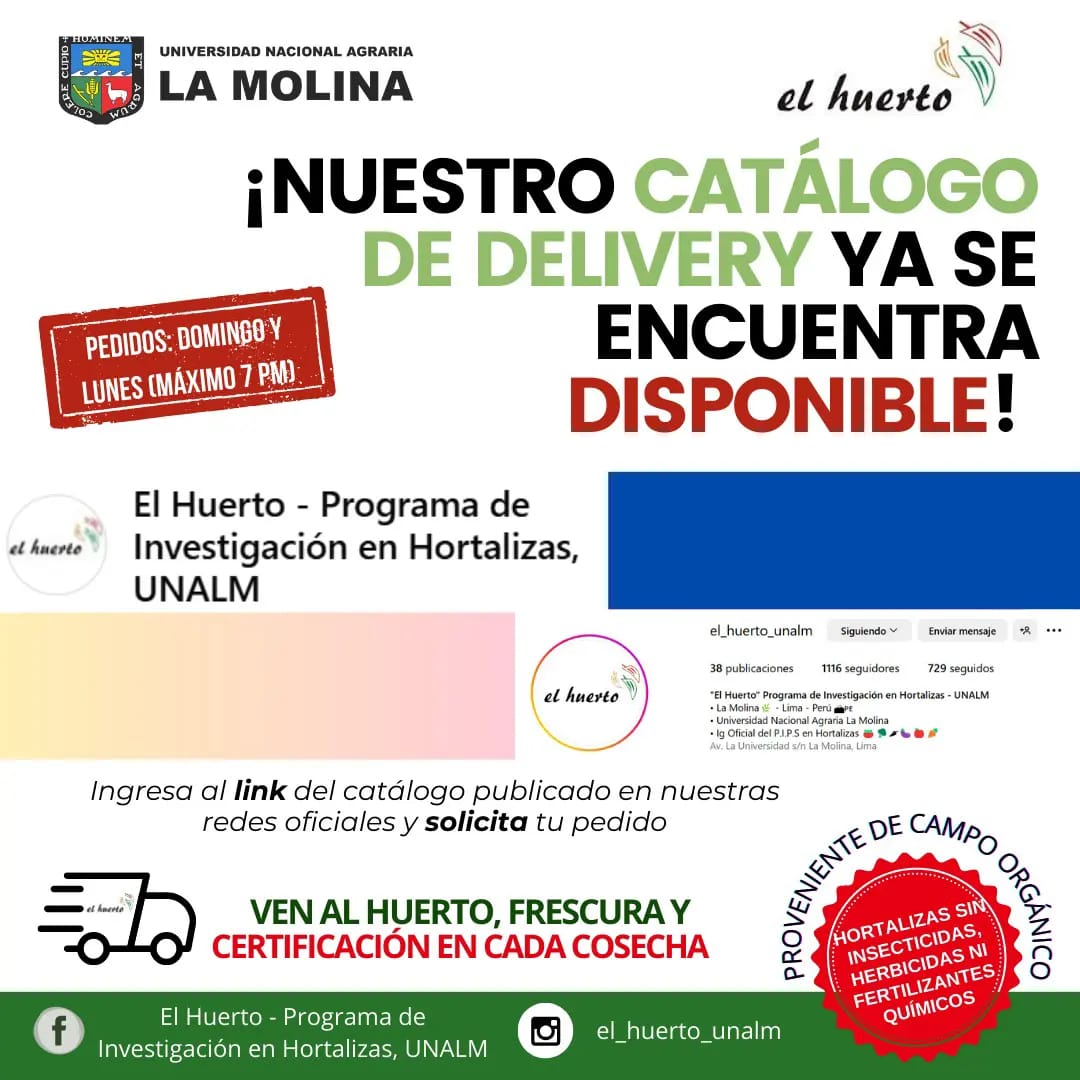 HOMINEM
COLERE CUPIO + ET AGRUM
UNIVERSIDAD NACIONAL AGRARIA
LA MOLINA
el huerto
¡NUESTRO CATÁLOGO
DE DELIVERY YA SE
ENCUENTRA
DISPONIBLE!
PEDIDOS: DOMINGO Y
LUNES (MÁXIMO 7 PM)
el huerto
El Huerto - Programa de
Investigación en Hortalizas,
UNALM
el huerto
el_huerto_unalm Siguiendo Enviar mensaje
38 publicaciones 1116 seguidores 729 seguidos
"El Huerto" Programa de Investigación en Hortalizas - UNALM
• La Molina 🌿 - Lima - Perú PE
• Universidad Nacional Agraria La Molina
• Ig Oficial del P.I.P.S en Hortalizas
Av. La Universidad s/n La Molina, Lima
Ingresa al link del catálogo publicado en nuestras
redes oficiales y solicita tu pedido
el huerto
VEN AL HUERTO, FRESCURA Y
CERTIFICACIÓN EN CADA COSECHA
PROVENIENTE DE CAMPO ORGÁNICO
HORTALIZAS SIN
INSECTICIDAS,
HERBICIDAS NI
FERTILIZANTES
QUÍMICOS
El Huerto - Programa de
Investigación en Hortalizas, UNALM
el_huerto_unalm